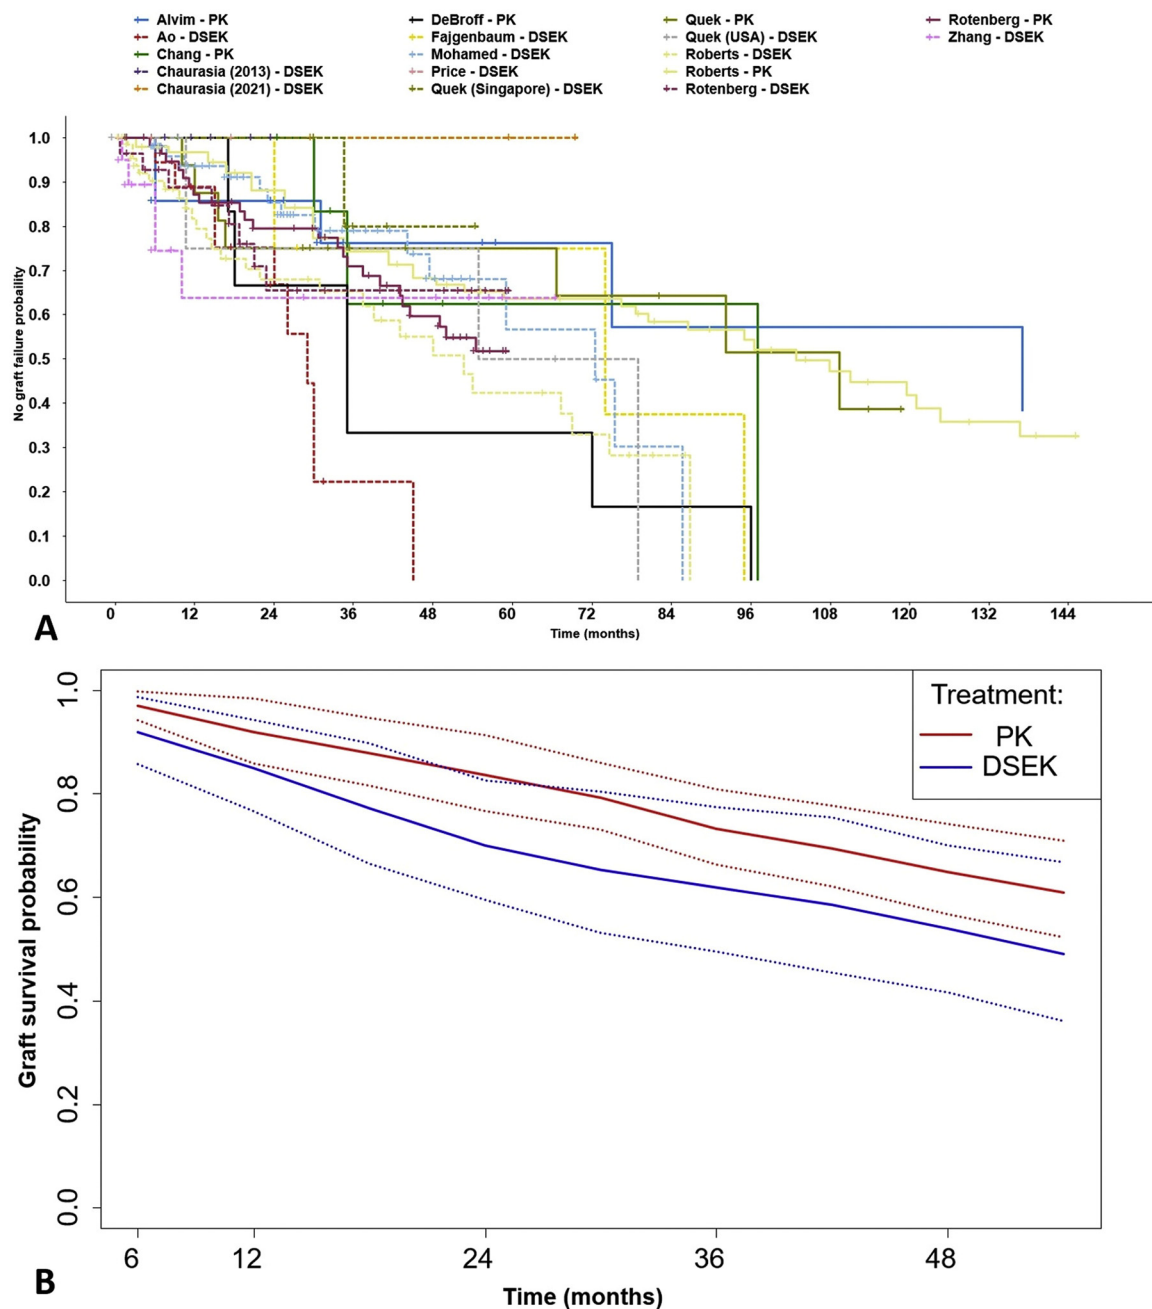 Alvim - PK DeBroff - PK Quek - PK Rotenberg - PK
Ao - DSEK Fajgenbaum - DSEK Quek (USA) - DSEK Zhang - DSEK
Chang - PK Mohamed - DSEK Roberts - DSEK
Chaurasia (2013) - DSEK Price - DSEK Roberts - PK
Chaurasia (2021) - DSEK Quek (Singapore) - DSEK Rotenberg - DSEK
1.0
0.9
0.8
0.7
0.6
0.5
0.4
0.3
0.2
0.1
0.0
No graft failure probaility
0 12 24 36 48 60 72 84 96 108 120 132 144
Time (months)
A
Treatment:
PK
DSEK
1.0
0.8
0.6
0.4
0.2
0.0
Graft survival probability
6 12 24 36 48
Time (months)
B